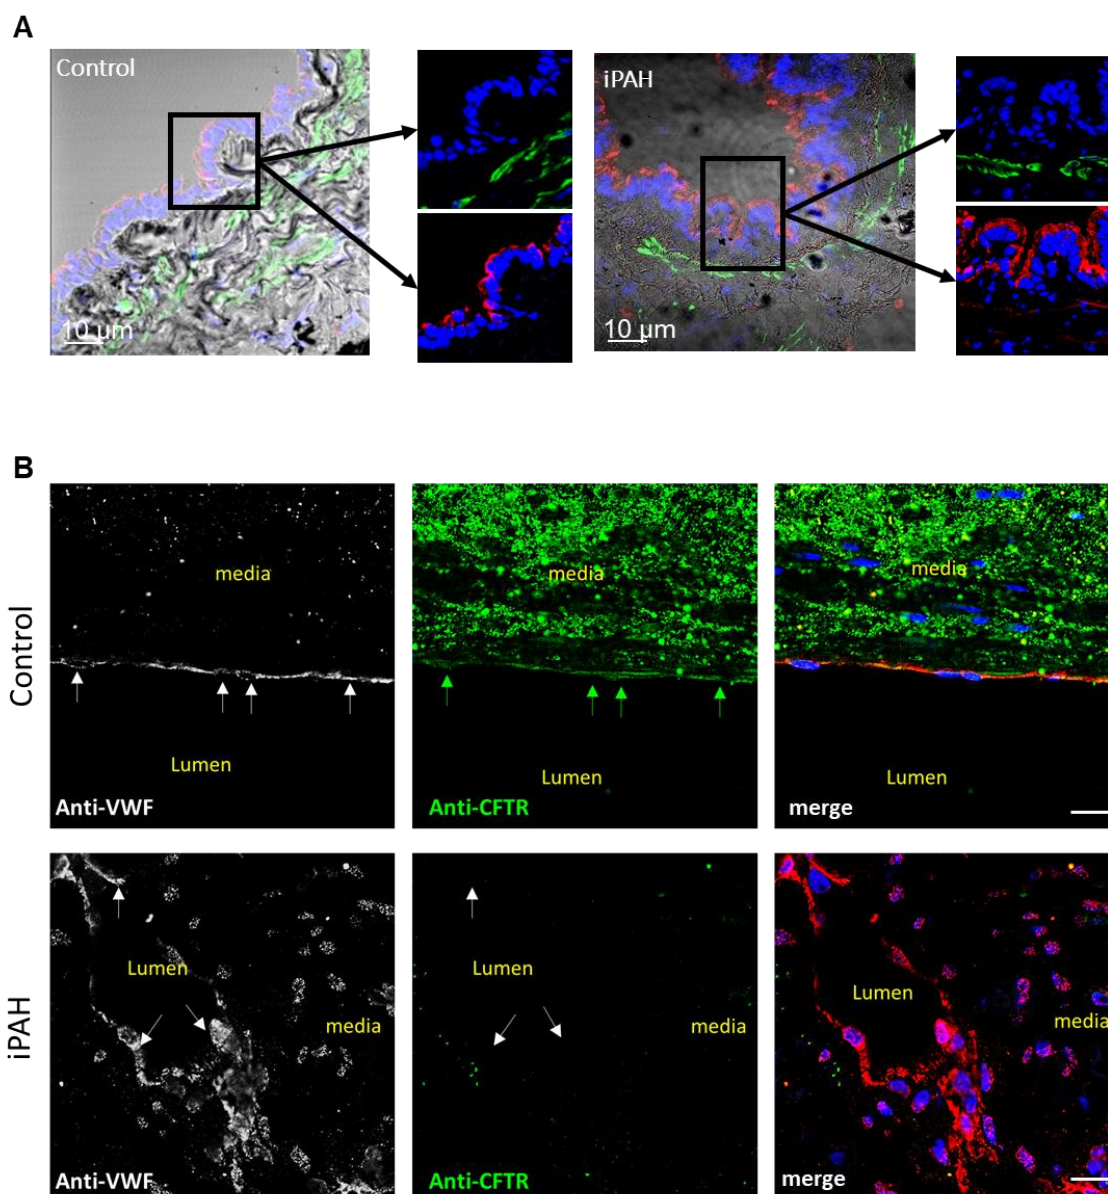 A
Control
10 µm
iPAH
10 µm
B
Control
media
Lumen
Anti-VWF
media
Lumen
Anti-CFTR
media
Lumen
merge
iPAH
Lumen
media
Anti-VWF
Lumen
media
Anti-CFTR
Lumen
media
merge